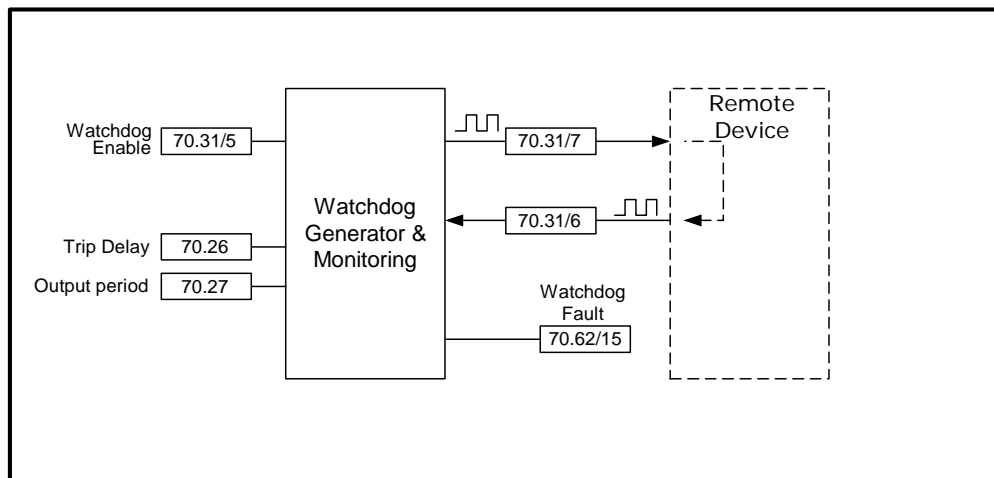 Watchdog
Enable
70.31/5
Trip Delay
70.26
Output period
70.27
Watchdog
Generator &
Monitoring
70.31/7
70.31/6
Watchdog
Fault
70.62/15
Remote
Device